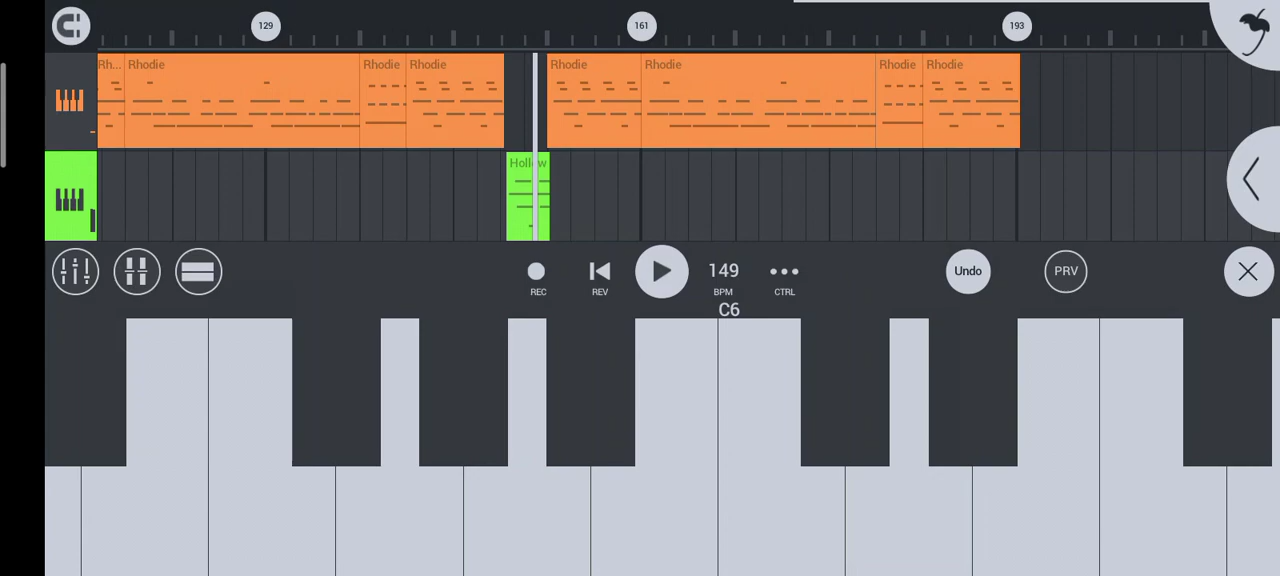 129
161
193
Rh...
Rhodie
Rhodie
Rhodie
Rhodie
Rhodie
Rhodie
Rhodie
Hollow
149
Undo
PRV
REC
REV
BPM
CTRL
C6